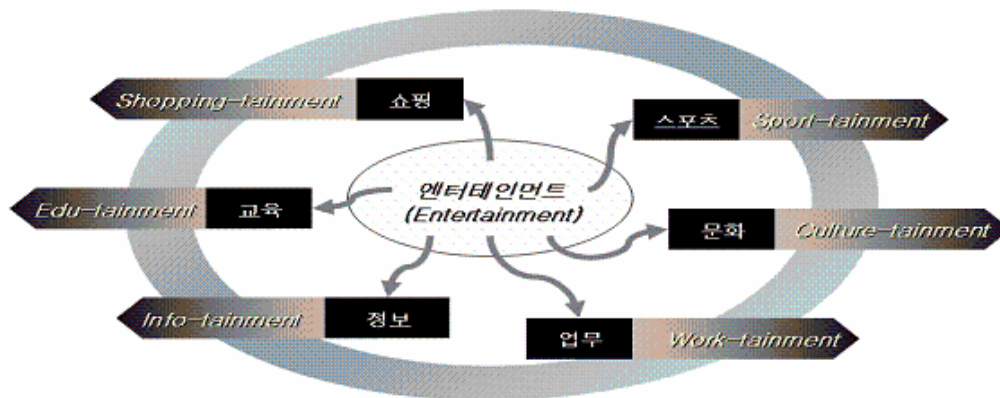 Shopping-tainment 쇼핑
스포츠 Sport-tainment
엔터테인먼트
(Entertainment)
Edu-tainment 교육
문화 Culture-tainment
Info-tainment 정보
업무 Work-tainment